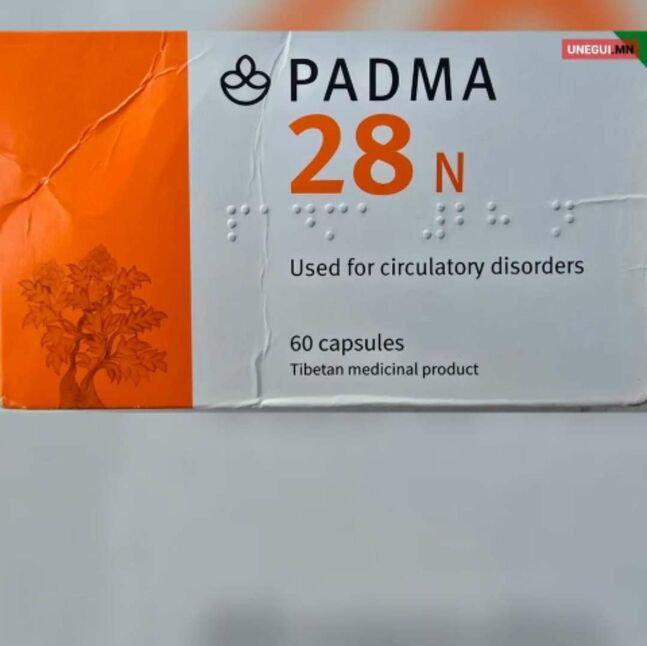 UNEGUI.MN
PADMA
28 N
⠏⠁⠙⠍⠁ ⠼⠃⠓ ⠝
Used for circulatory disorders
60 capsules
Tibetan medicinal product